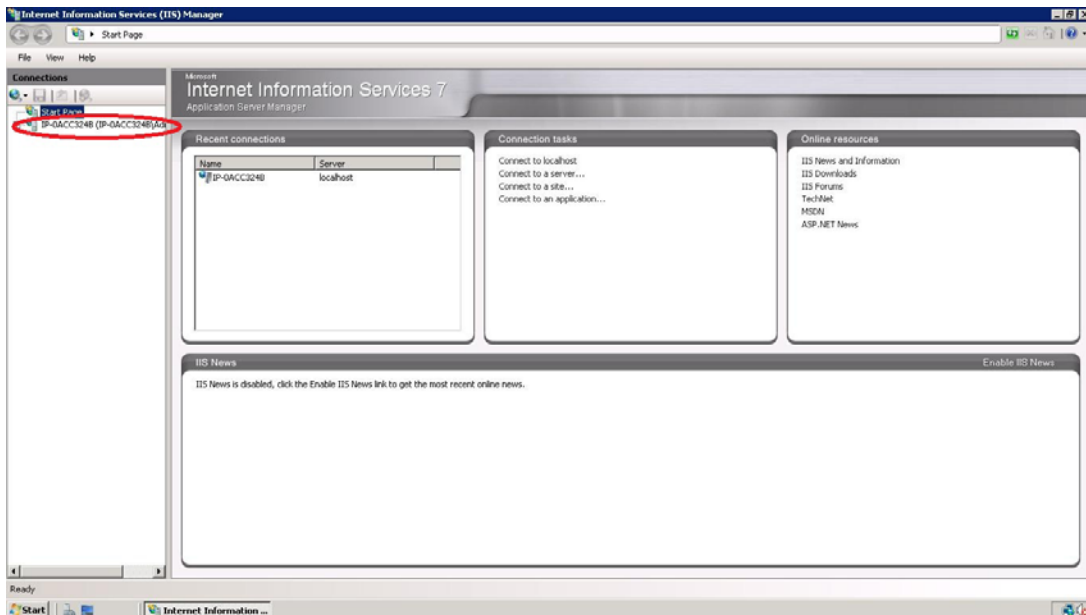 Internet Information Services (IIS) Manager
Start Page
File View Help
Connections
Start Page
IP-0ACC324B (IP-0ACC324B\Ad
Microsoft
Internet Information Services 7
Application Server Manager
Recent connections
Name Server
IP-0ACC324B localhost
Connection tasks
Connect to localhost
Connect to a server...
Connect to a site...
Connect to an application...
Online resources
IIS News and Information
IIS Downloads
IIS Forums
TechNet
MSDN
ASP.NET News
IIS News Enable IIS News
IIS News is disabled, click the Enable IIS News link to get the most recent online news.
Ready
Start Internet Information ...